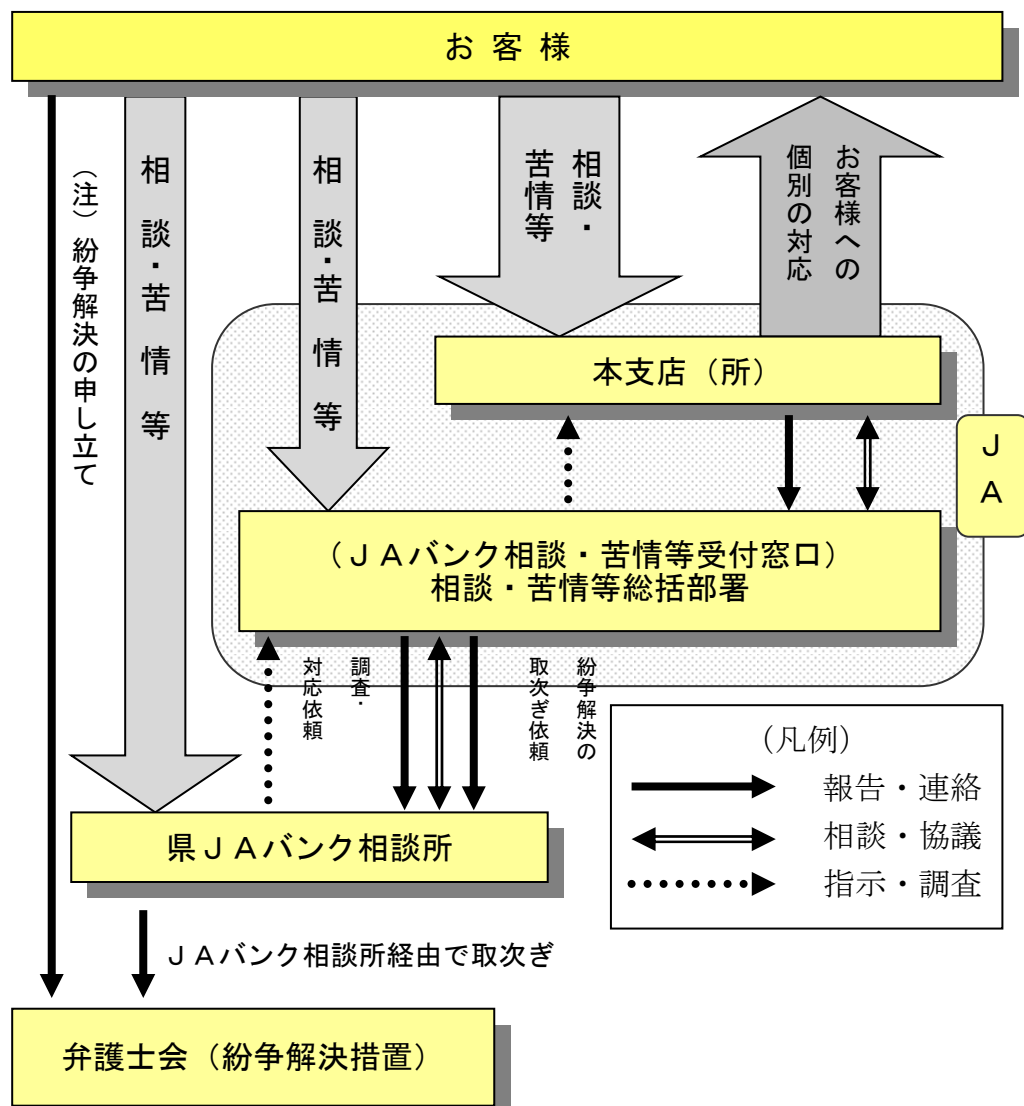 お 客 様
（注）紛争解決の申し立て
相 談・苦 情 等
相 談・苦 情 等
相談・
苦情等
お客様への
個別の対応
本支店（所）
ＪＡ
（ＪＡバンク相談・苦情等受付窓口）
相談・苦情等総括部署
調査・
対応依頼
紛争解決の
取次ぎ依頼
（凡例）
報告・連絡
相談・協議
指示・調査
県ＪＡバンク相談所
ＪＡバンク相談所経由で取次ぎ
弁護士会（紛争解決措置）